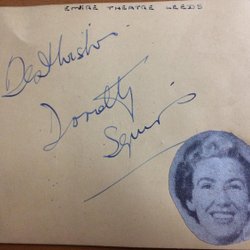 EMPIRE THEATRE LEEDS
Best Wishes
Dorothy
Squires